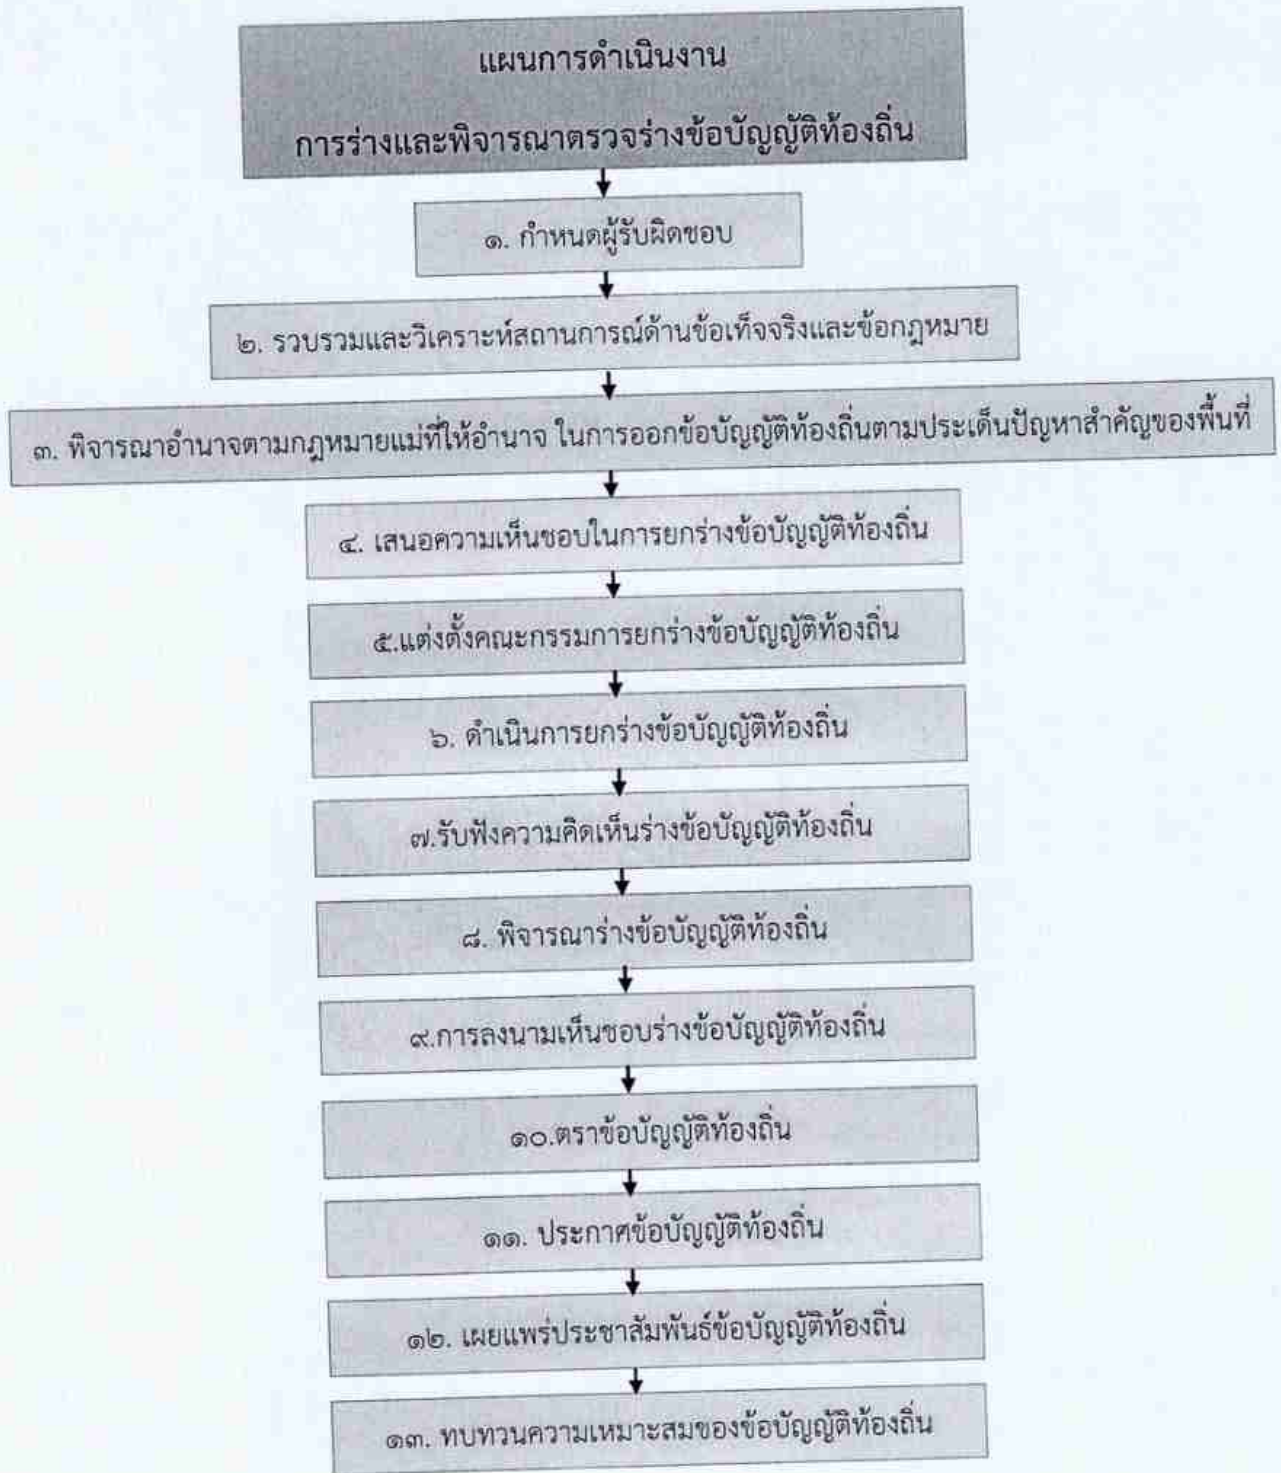 แผนการดำเนินงาน
การร่างและพิจารณาตรวจร่างข้อบัญญัติท้องถิ่น
๑. กำหนดผู้รับผิดชอบ
๒. รวบรวมและวิเคราะห์สถานการณ์ด้านข้อเท็จจริงและข้อกฎหมาย
๓. พิจารณาอำนาจตามกฎหมายแม่ที่ให้อำนาจ ในการออกข้อบัญญัติท้องถิ่นตามประเด็นปัญหาสำคัญของพื้นที่
๔. เสนอความเห็นชอบในการยกร่างข้อบัญญัติท้องถิ่น
๕.แต่งตั้งคณะกรรมการยกร่างข้อบัญญัติท้องถิ่น
๖. ดำเนินการยกร่างข้อบัญญัติท้องถิ่น
๗.รับฟังความคิดเห็นร่างข้อบัญญัติท้องถิ่น
๘. พิจารณาร่างข้อบัญญัติท้องถิ่น
๙.การลงนามเห็นชอบร่างข้อบัญญัติท้องถิ่น
๑๐.ตราข้อบัญญัติท้องถิ่น
๑๑. ประกาศข้อบัญญัติท้องถิ่น
๑๒. เผยแพร่ประชาสัมพันธ์ข้อบัญญัติท้องถิ่น
๑๓. ทบทวนความเหมาะสมของข้อบัญญัติท้องถิ่น